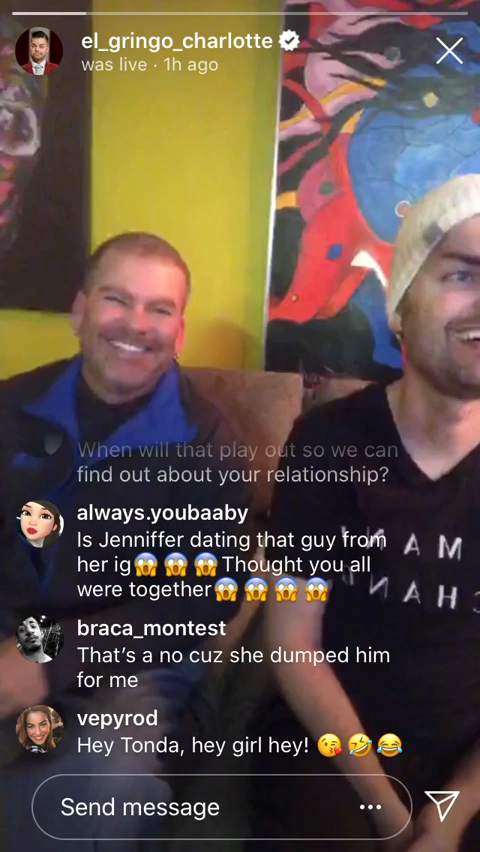 el_gringo_charlotte
was live · 1h ago
When will that play out so we can
find out about your relationship?
always.youbaaby
Is Jenniffer dating that guy from
her ig😱😱😱Thought you all
were together😱😱😱😱
braca_montest
That’s a no cuz she dumped him
for me
vepyrod
Hey Tonda, hey girl hey! 😘🤣😂
Send message